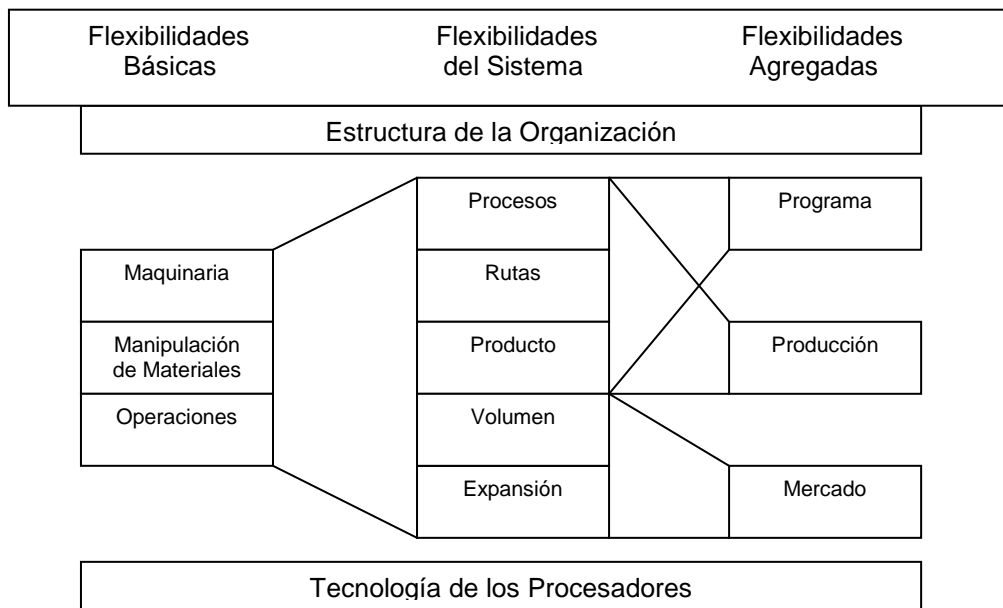 Flexibilidades Básicas
Flexibilidades del Sistema
Flexibilidades Agregadas
Estructura de la Organización
Maquinaria
Manipulación
de Materiales
Operaciones
Procesos
Rutas
Producto
Volumen
Expansión
Programa
Producción
Mercado
Tecnología de los Procesadores